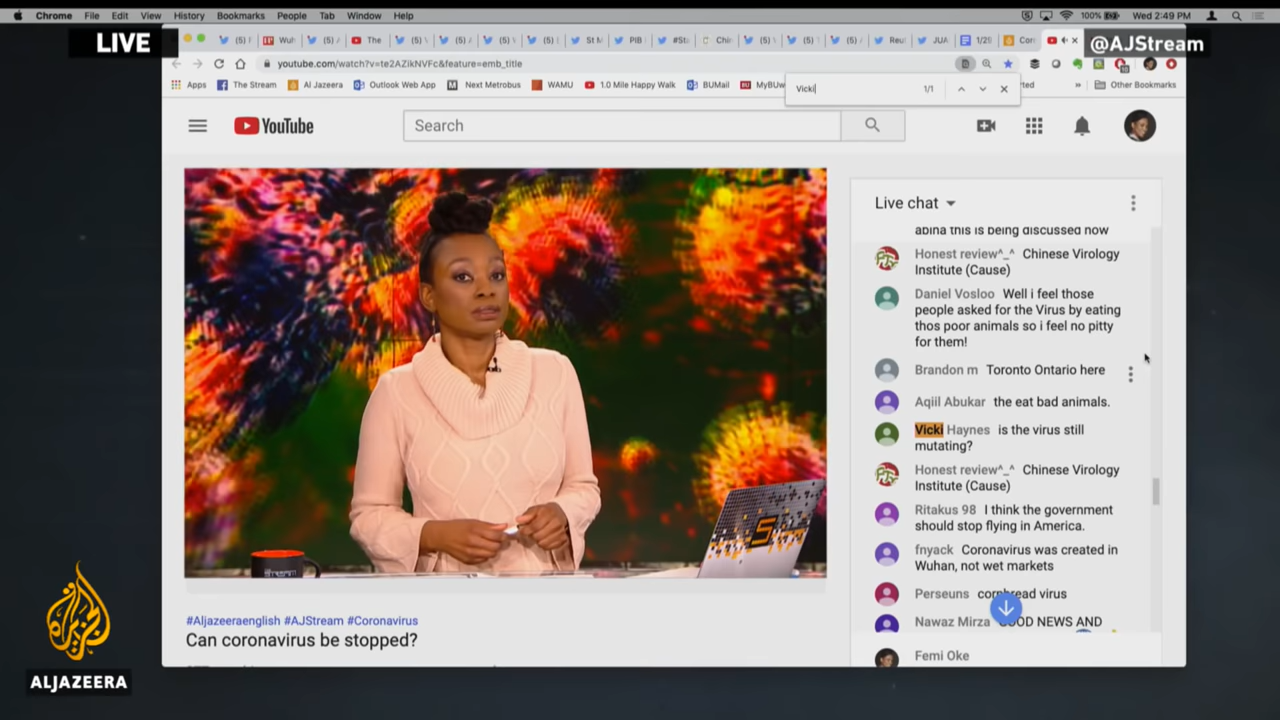 Chrome File Edit View History Bookmarks People Tab Window Help
100% Wed 2:49 PM
LIVE
@AJStream
youtube.com/watch?v=te2AZikNVFc&feature=emb_title
Apps The Stream Al Jazeera Outlook Web App Next Metrobus WAMU 1.0 Mile Happy Walk BUMail MyBUw
» Other Bookmarks
Vicki 1/1
YouTube
Search
Live chat
abina this is being discussed now
Honest review^_^ Chinese Virology
Institute (Cause)
Daniel Vosloo Well i feel those
people asked for the Virus by eating
thos poor animals so i feel no pitty
for them!
Brandon m Toronto Ontario here
Aqiil Abukar the eat bad animals.
Vicki Haynes is the virus still
mutating?
Honest review^_^ Chinese Virology
Institute (Cause)
Ritakus 98 I think the government
should stop flying in America.
fnyack Coronavirus was created in
Wuhan, not wet markets
Perseuns cornbread virus
Nawaz Mirza GOOD NEWS AND
Femi Oke
#Aljazeeraenglish #AJStream #Coronavirus
Can coronavirus be stopped?
ALJAZEERA